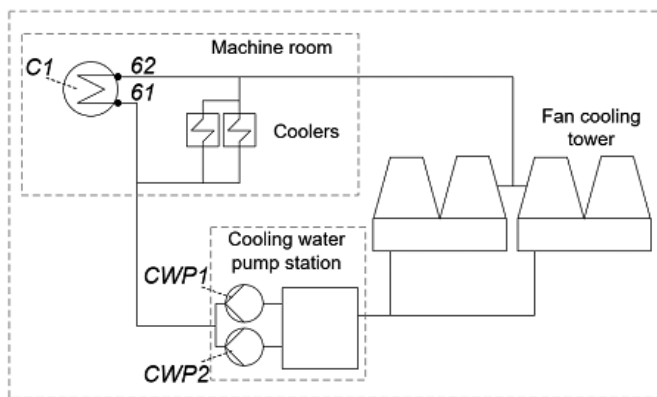 Machine room
C1
62
61
Coolers
Fan cooling
tower
Cooling water
pump station
CWP1
CWP2